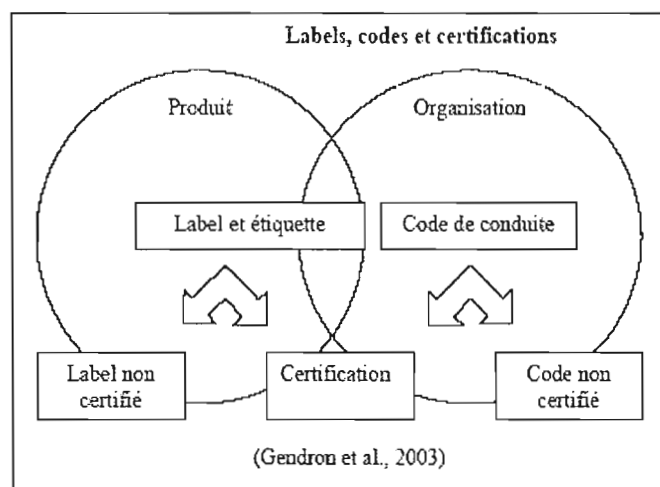 Labels, codes et certifications
Produit
Organisation
Label et étiquette
Code de conduite
Label non
certifié
Certification
Code non
certifié
(Gendron et al., 2003)